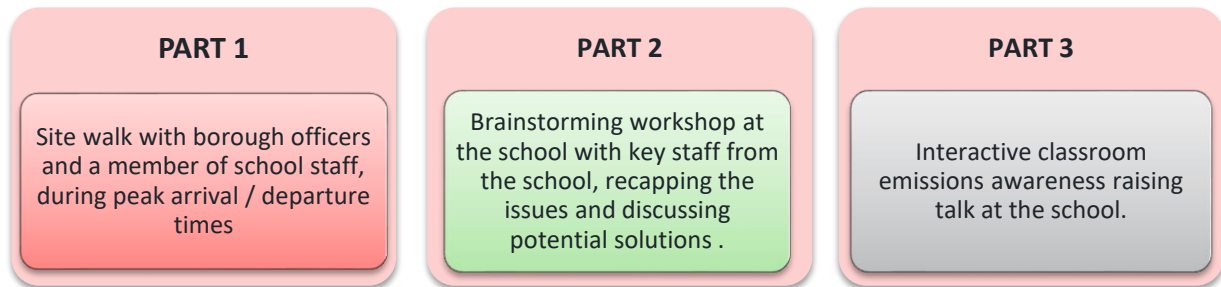 PART 1
Site walk with borough officers
and a member of school staff,
during peak arrival / departure
times
PART 2
Brainstorming workshop at
the school with key staff from
the school, recapping the
issues and discussing
potential solutions .
PART 3
Interactive classroom
emissions awareness raising
talk at the school.